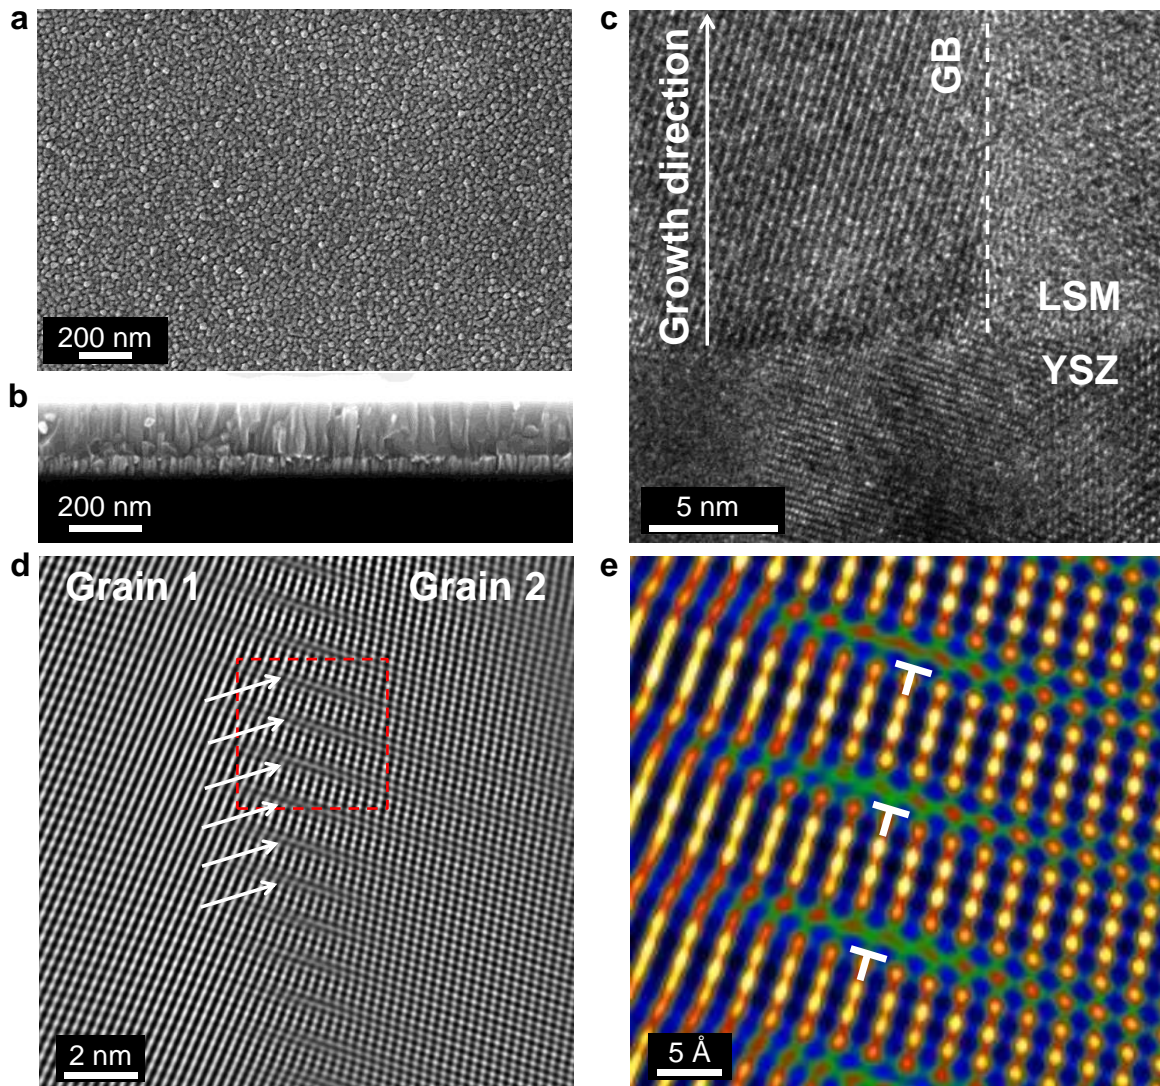 a
200 nm
b
200 nm
c
Growth direction
GB
LSM
YSZ
5 nm
d
Grain 1
Grain 2
2 nm
e
5 Å